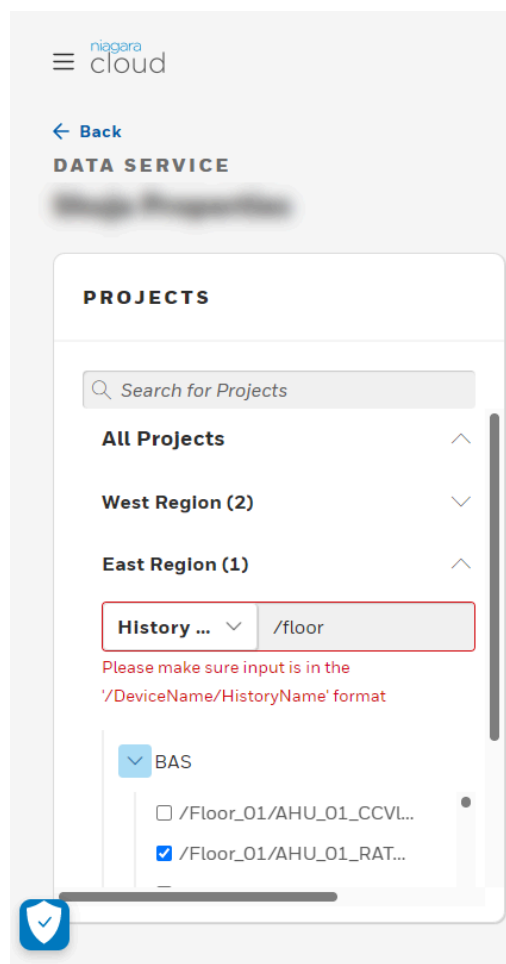 niagara
cloud
Back
DATA SERVICE
PROJECTS
Search for Projects
All Projects
West Region (2)
East Region (1)
History ... /floor
Please make sure input is in the
'/DeviceName/HistoryName' format
BAS
/Floor_01/AHU_01_CCVl...
/Floor_01/AHU_01_RAT...